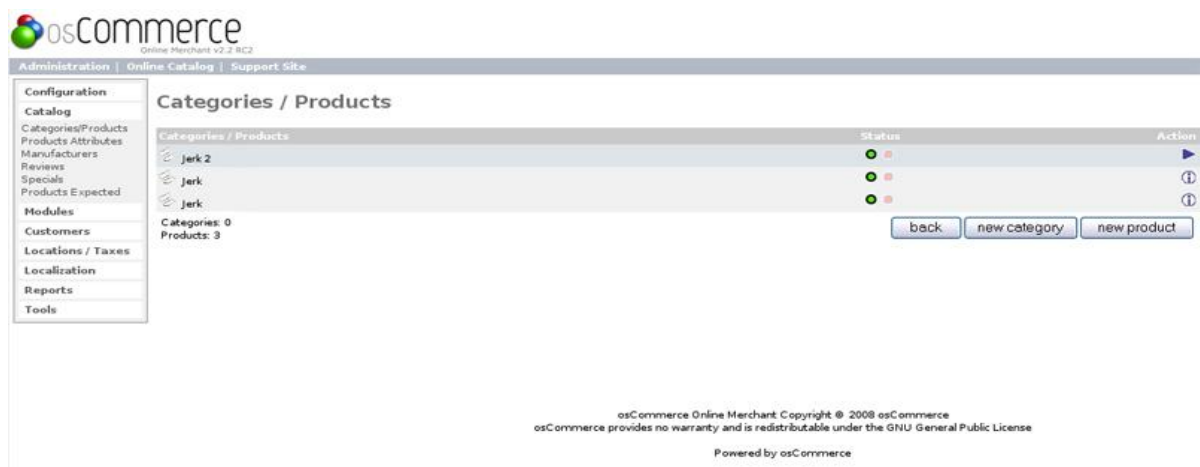 osCommerce
Online Merchant v2.2 RC2
Administration | Online Catalog | Support Site
Configuration
Catalog
Categories/Products
Products Attributes
Manufacturers
Reviews
Specials
Products Expected
Modules
Customers
Locations / Taxes
Localization
Reports
Tools
Categories / Products
Categories / Products Status Action
Jerk 2
Jerk
Jerk
Categories: 0
Products: 3
back new category new product
osCommerce Online Merchant Copyright © 2008 osCommerce
osCommerce provides no warranty and is redistributable under the GNU General Public License
Powered by osCommerce